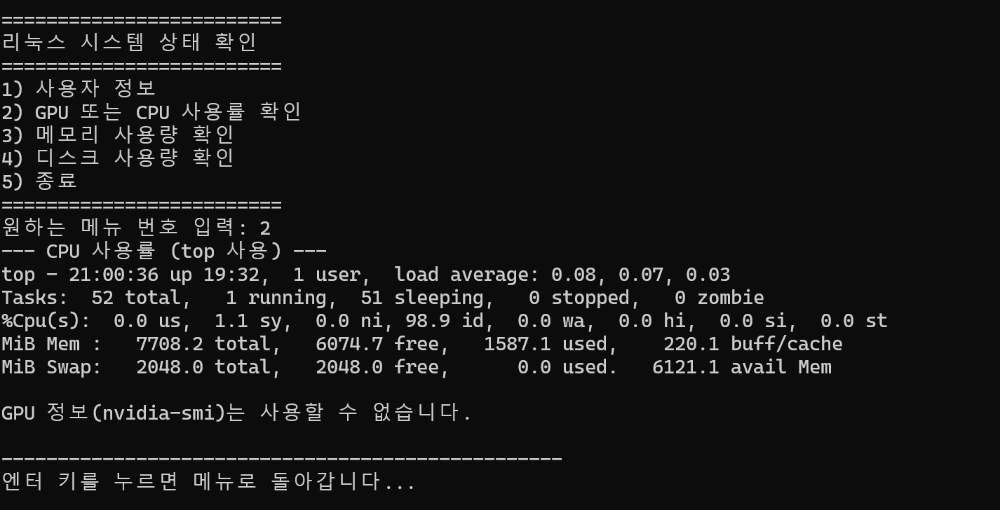 =========================
리눅스 시스템 상태 확인
=========================
1) 사용자 정보
2) GPU 또는 CPU 사용률 확인
3) 메모리 사용량 확인
4) 디스크 사용량 확인
5) 종료
=========================
원하는 메뉴 번호 입력: 2
--- CPU 사용률 (top 사용) ---
top - 21:00:36 up 19:32,  1 user,  load average: 0.08, 0.07, 0.03
Tasks:  52 total,   1 running,  51 sleeping,   0 stopped,   0 zombie
%Cpu(s):  0.0 us,  1.1 sy,  0.0 ni, 98.9 id,  0.0 wa,  0.0 hi,  0.0 si,  0.0 st
MiB Mem :   7708.2 total,   6074.7 free,   1587.1 used,    220.1 buff/cache
MiB Swap:   2048.0 total,   2048.0 free,      0.0 used.   6121.1 avail Mem
GPU 정보(nvidia-smi)는 사용할 수 없습니다.
--------------------------------------------------
엔터 키를 누르면 메뉴로 돌아갑니다...